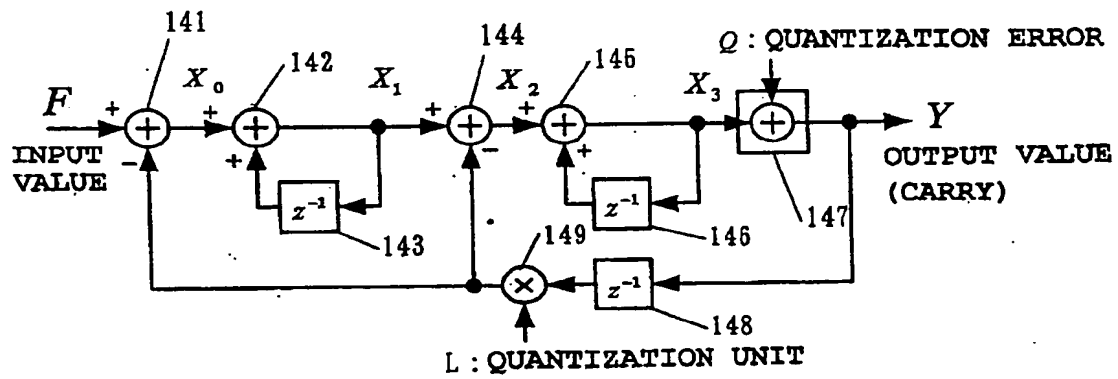 141
142
144
145
Q : QUANTIZATION ERROR
F
X₀
X₁
X₂
X₃
Y
+
+
+
+
+
+
+
+
−
+
+
−
+
INPUT
VALUE
OUTPUT VALUE
(CARRY)
z⁻¹
z⁻¹
147
143
149
146
×
z⁻¹
148
L : QUANTIZATION UNIT